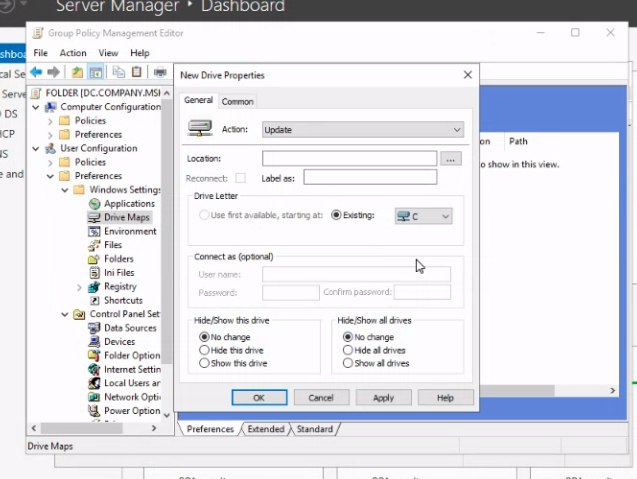 Server Manager • Dashboard
Group Policy Management Editor
File Action View Help
New Drive Properties
General Common
Action: Update
Location: ...
Reconnect: Label as:
Drive Letter
Use first available, starting at: Existing: C
Connect as (optional)
User name:
Password: Confirm password:
Hide/Show this drive Hide/Show all drives
No change No change
Hide this drive Hide all drives
Show this drive Show all drives
OK Cancel Apply Help
FOLDER [DC.COMPANY.MSI
Computer Configuration
Policies
Preferences
User Configuration
Policies
Preferences
Windows Settings
Applications
Drive Maps
Environment
Files
Folders
Ini Files
Registry
Shortcuts
Control Panel Set
Data Sources
Devices
Folder Option
Internet Settin
Local Users ar
Network Opti
Power Option
on Path
o show in this view.
Preferences Extended Standard
Drive Maps
shboa
cal Se
Serve
DS
HCP
NS
e and